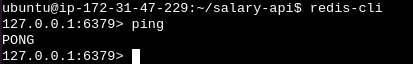 ubuntu@ip-172-31-47-229:~/salary-api$ redis-cli
127.0.0.1:6379> ping
PONG
127.0.0.1:6379>